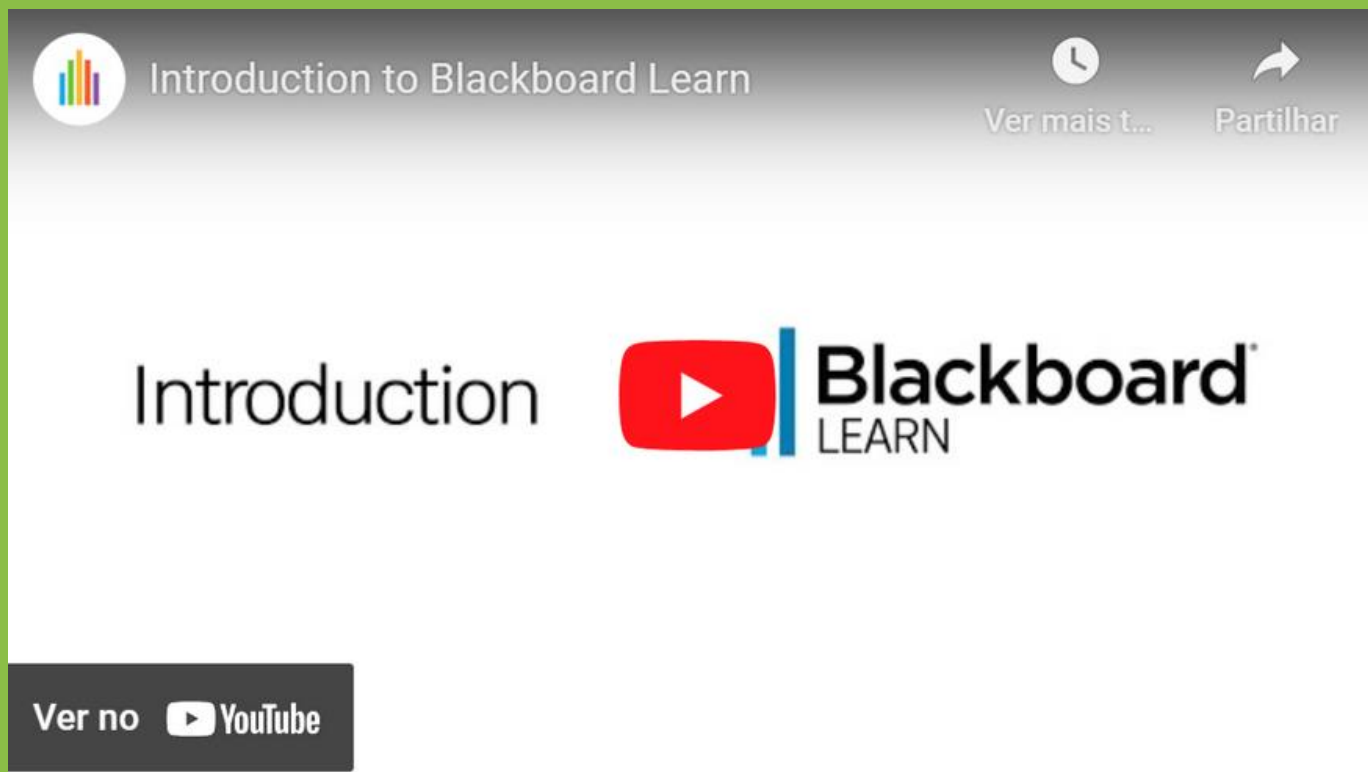 Introduction to Blackboard Learn
Ver mais t...
Partilhar
Introduction
Blackboard
LEARN
Ver no YouTube